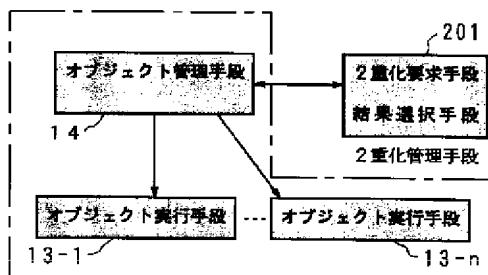 201
オブジェクト管理手段
2重化要求手段
結果選択手段
14
2重化管理手段
オブジェクト実行手段
オブジェクト実行手段
13-1
13-n